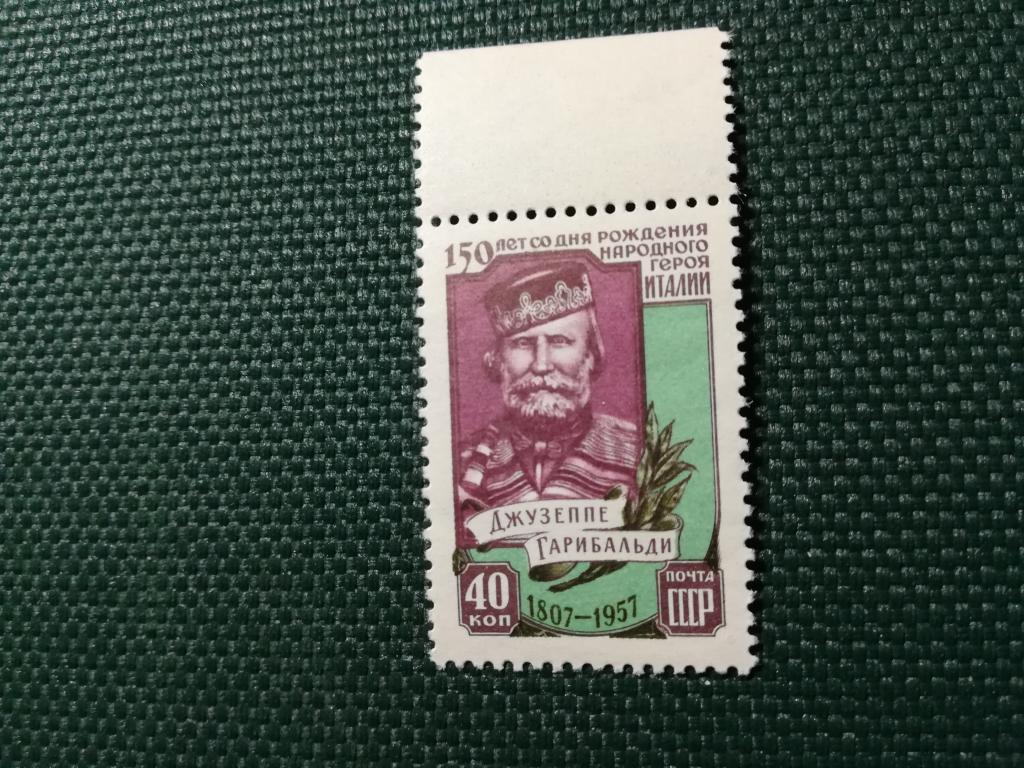 150 ЛЕТ СО ДНЯ РОЖДЕНИЯ
НАРОДНОГО
ГЕРОЯ
ИТАЛИИ
ДЖУЗЕППЕ
ГАРИБАЛЬДИ
40
КОП
1807-1957
ПОЧТА
СССР